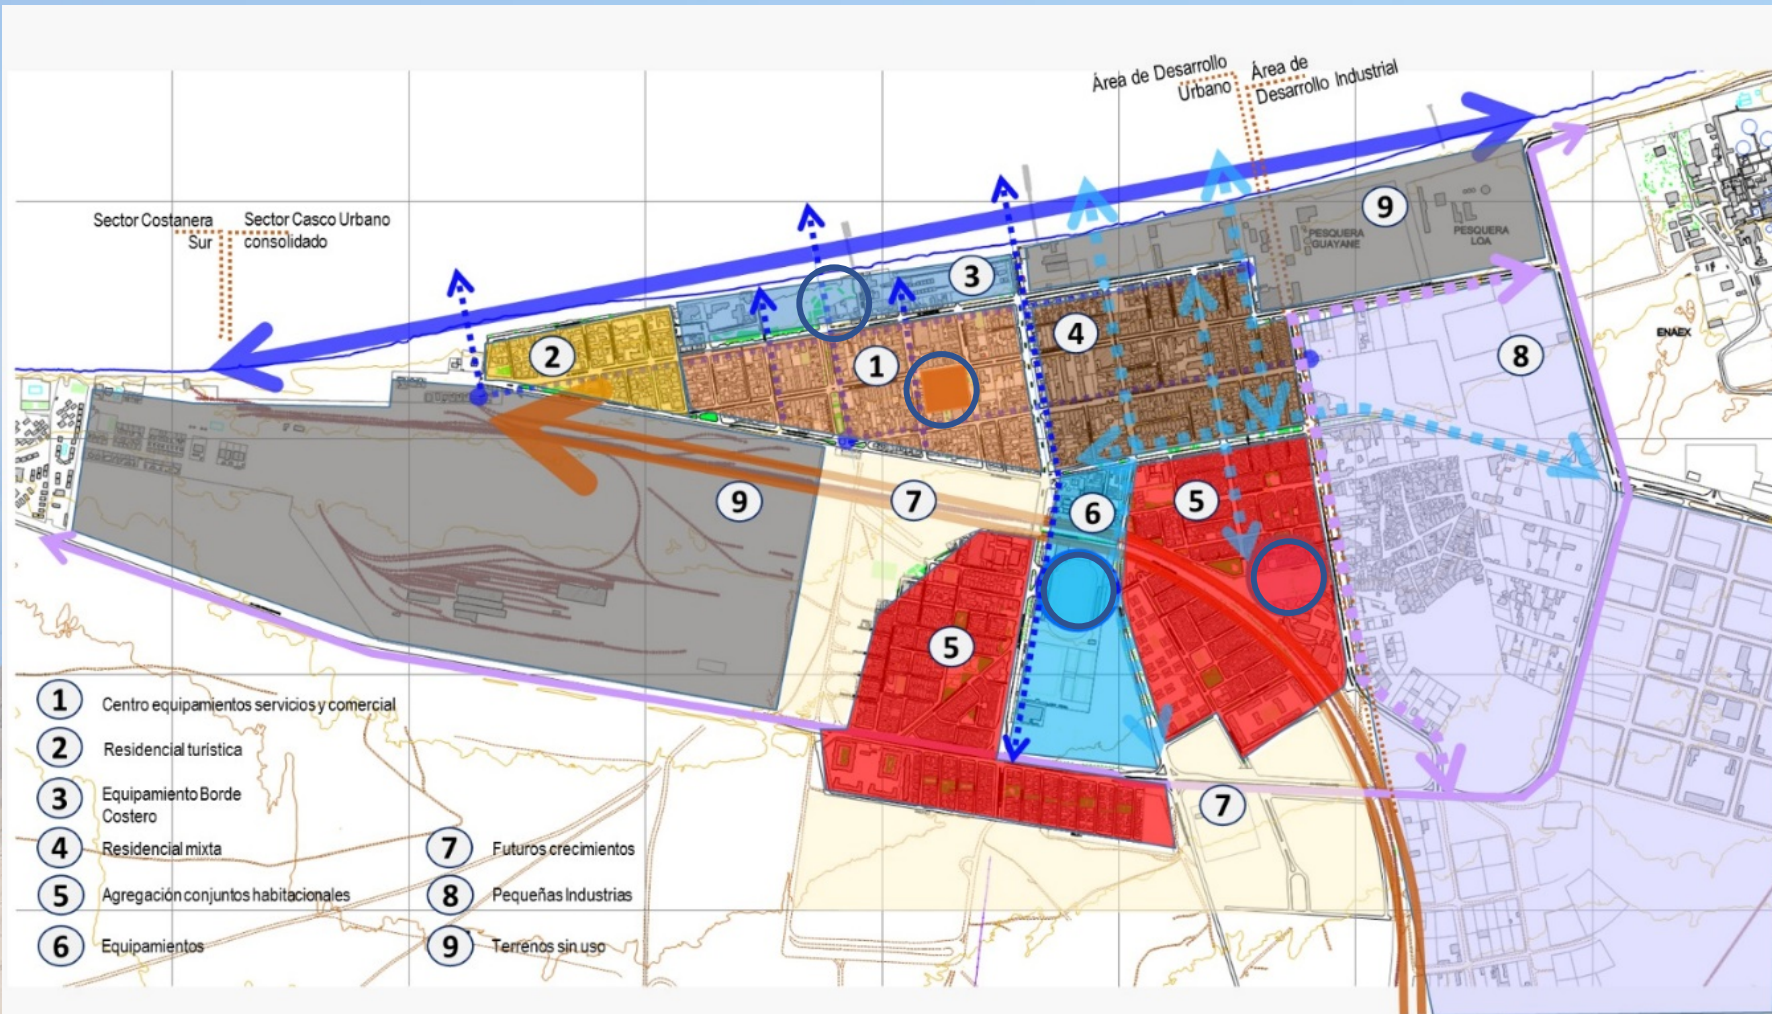 Área de Desarrollo
Urbano
Área de
Desarrollo Industrial
Sector Costanera
Sur
Sector Casco Urbano
consolidado
9
PESQUERA
GUAYANE
PESQUERA
LOA
3
ENAEX
4
2
1
8
9
7
6
5
5
7
1 Centro equipamientos servicios y comercial
2 Residencial turística
3 Equipamiento Borde
Costero
4 Residencial mixta
5 Agregación conjuntos habitacionales
6 Equipamientos
7 Futuros crecimientos
8 Pequeñas Industrias
9 Terrenos sin uso